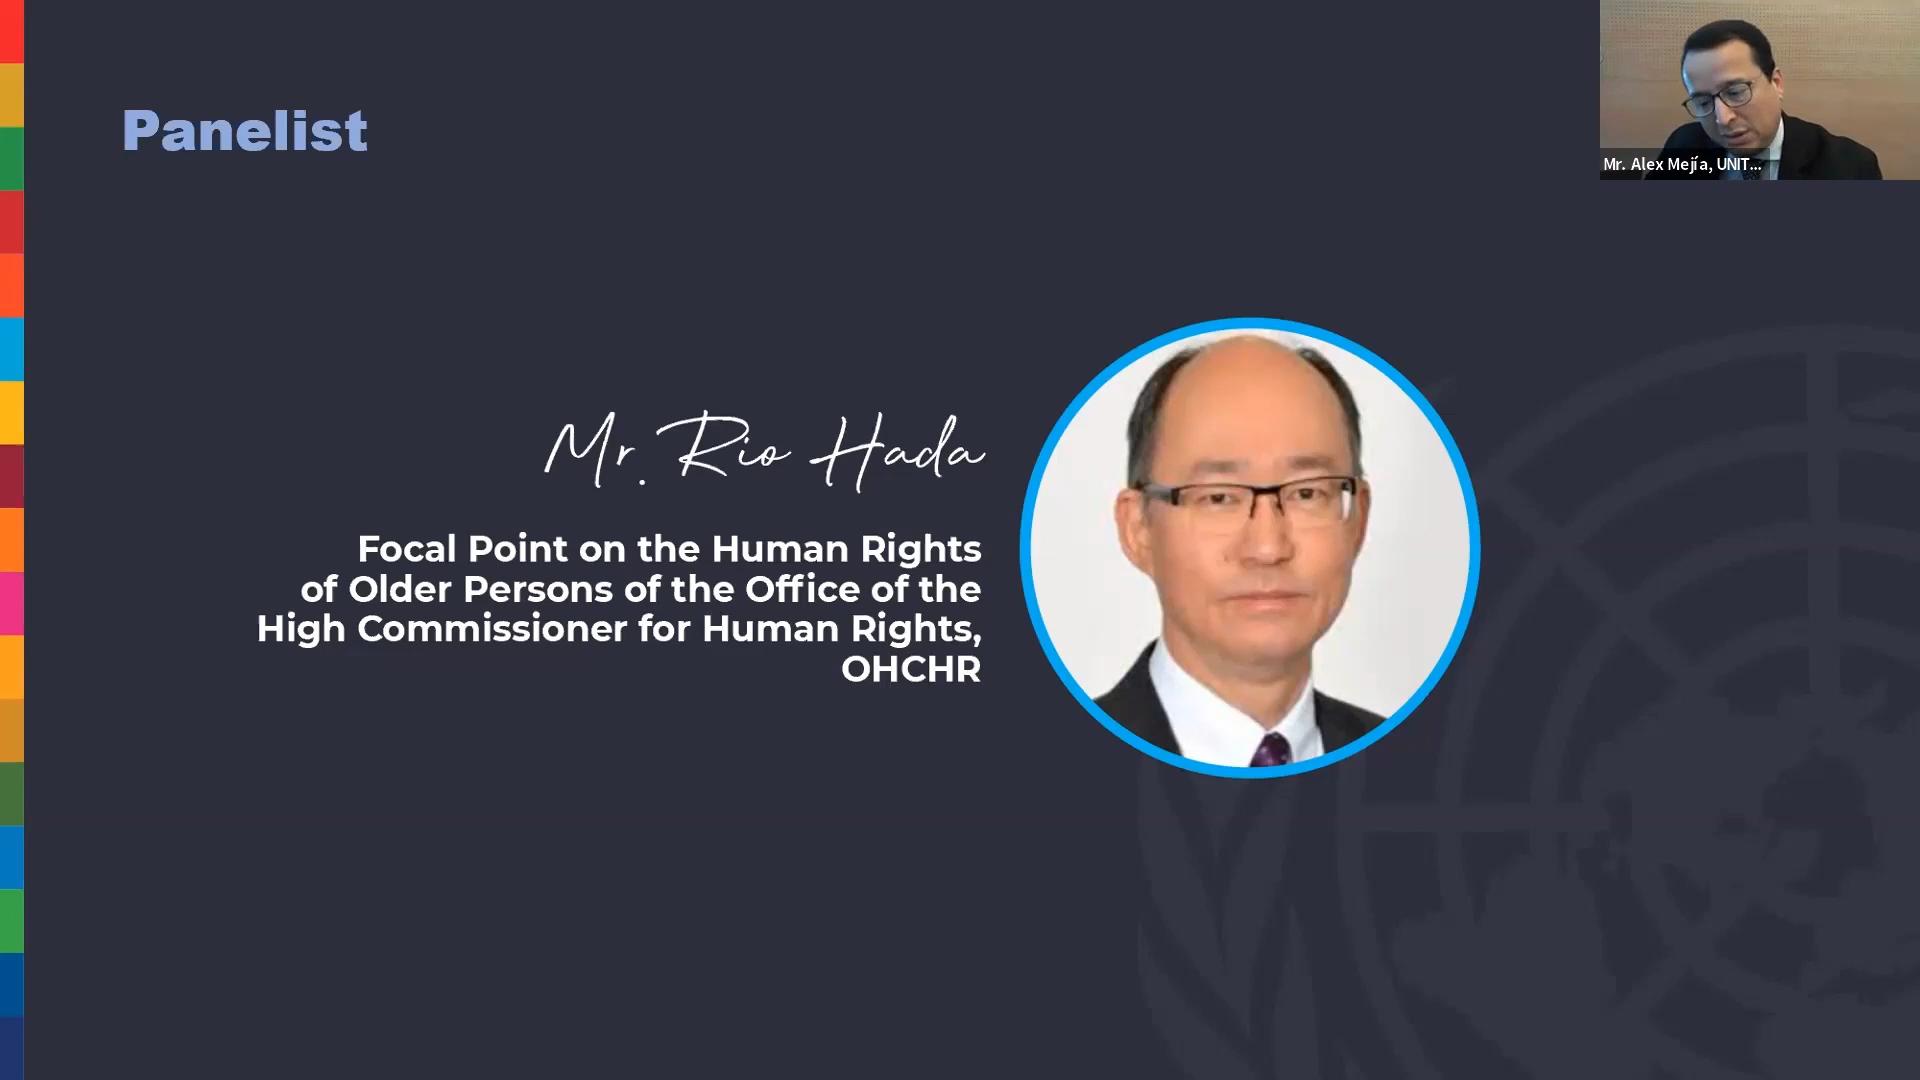 Panelist
Mr. Alex Mejía, UNIT...
Mr. Rio Hada
Focal Point on the Human Rights
of Older Persons of the Office of the
High Commissioner for Human Rights,
OHCHR